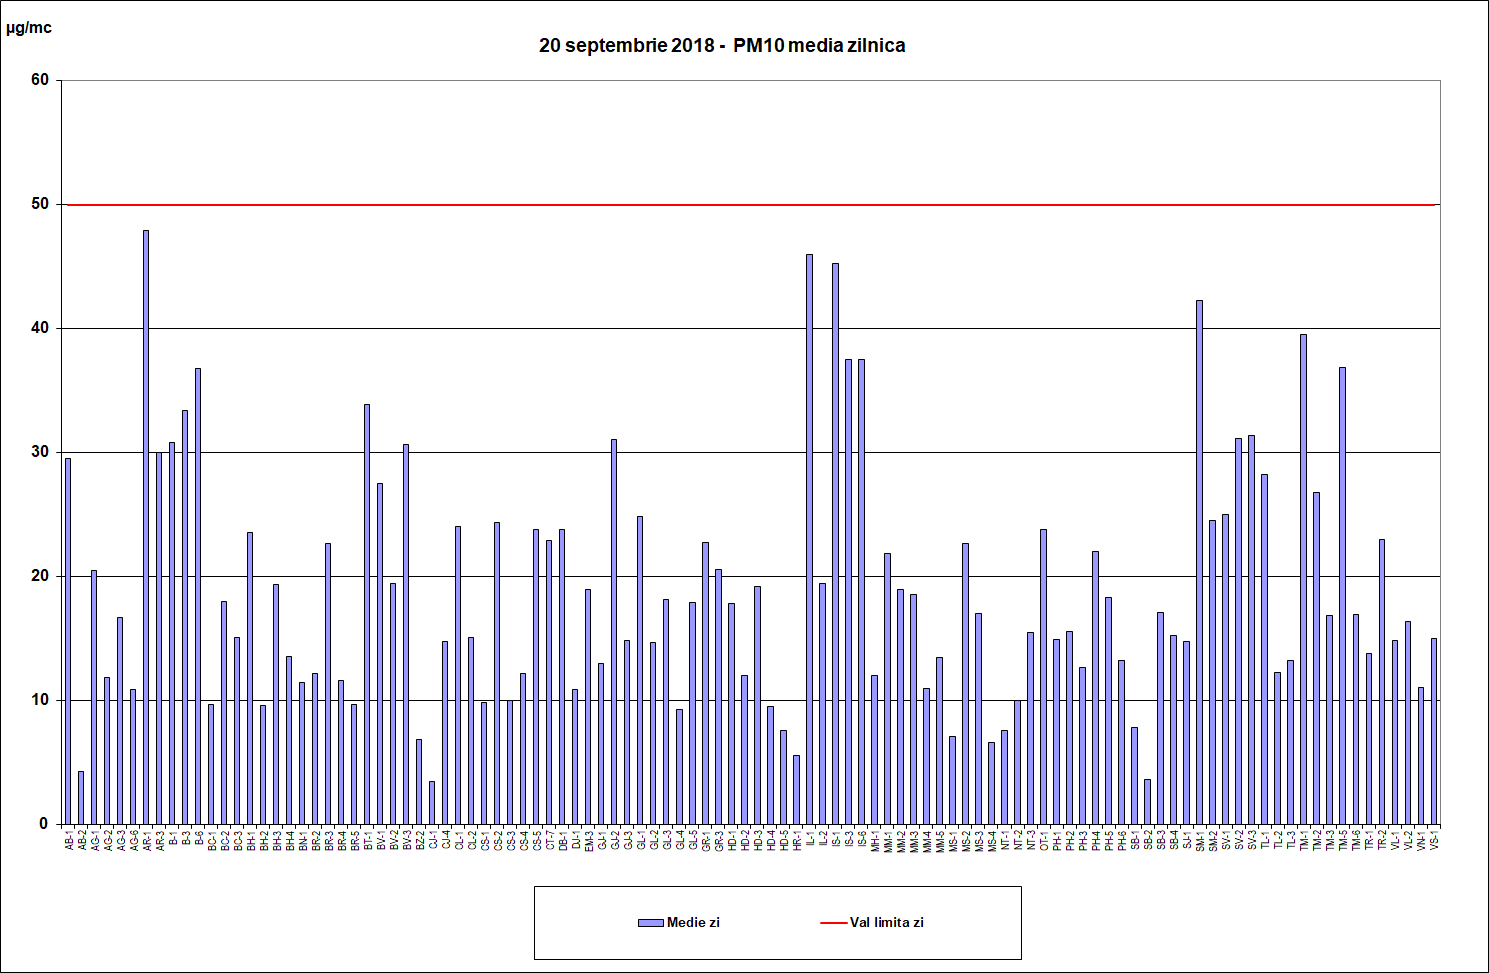 µg/mc
20 septembrie 2018 -  PM10 media zilnica
60
50
40
30
20
10
0
AB-1 AB-2 AG-1 AG-2 AG-3 AG-6 AR-1 AR-3 B-1 B-3 B-6 BC-1 BC-2 BC-3 BH-1 BH-2 BH-3 BH-4 BN-1 BR-2 BR-3 BR-4 BR-5 BT-1 BV-1 BV-2 BV-3 BZ-2 CJ-1 CJ-4 CL-1 CL-2 CS-1 CS-2 CS-3 CS-4 CS-5 CT-7 DB-1 DJ-1 EM-3 GJ-1 GJ-2 GJ-3 GL-1 GL-2 GL-3 GL-4 GL-5 GR-1 GR-3 HD-1 HD-2 HD-3 HD-4 HD-5 HR-1 IL-1 IL-2 IS-1 IS-3 IS-6 MH-1 MM-1 MM-2 MM-3 MM-4 MM-5 MS-1 MS-2 MS-3 MS-4 NT-1 NT-2 NT-3 OT-1 PH-1 PH-2 PH-3 PH-4 PH-5 PH-6 SB-1 SB-2 SB-3 SB-4 SJ-1 SM-1 SM-2 SV-1 SV-2 SV-3 TL-1 TL-2 TL-3 TM-1 TM-2 TM-3 TM-5 TM-6 TR-1 TR-2 VL-1 VL-2 VN-1 VS-1
Medie zi
Val limita zi